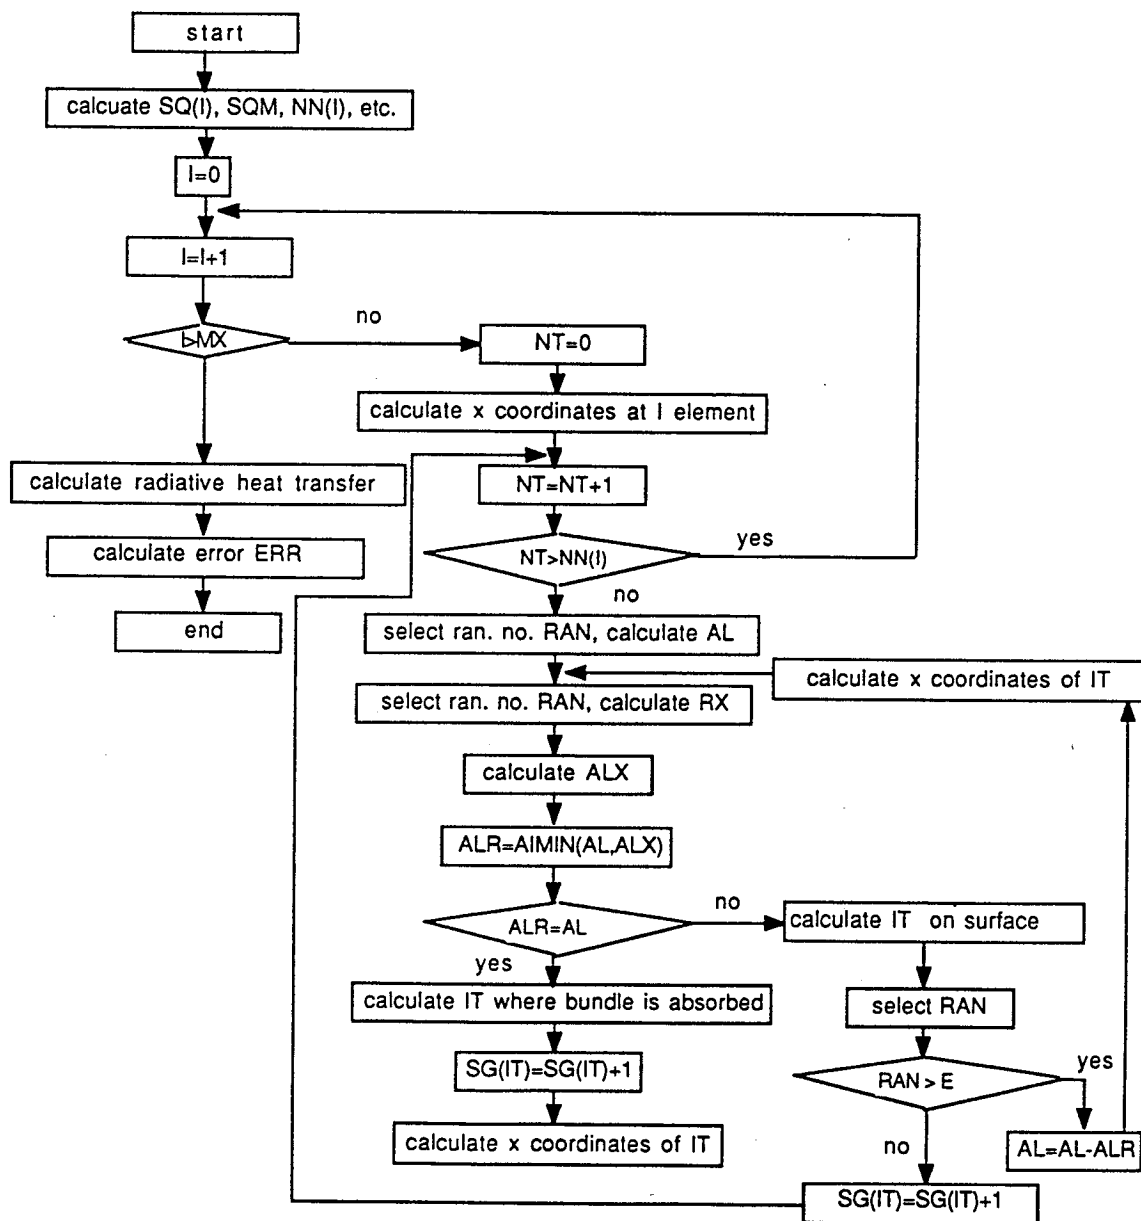 start
calcuate SQ(I), SQM, NN(I), etc.
I=0
I=I+1
I>MX
no
NT=0
calculate x coordinates at I element
calculate radiative heat transfer
NT=NT+1
calculate error ERR
NT>NN(I)
yes
no
end
select ran. no. RAN, calculate AL
calculate x coordinates of IT
select ran. no. RAN, calculate RX
calculate ALX
ALR=AIMIN(AL,ALX)
ALR=AL
no
calculate IT on surface
yes
calculate IT where bundle is absorbed
select RAN
SG(IT)=SG(IT)+1
RAN > E
yes
calculate x coordinates of IT
no
AL=AL-ALR
SG(IT)=SG(IT)+1